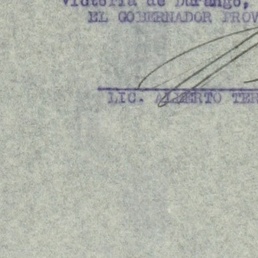 Victoria de Durango,
EL GOBERNADOR PROV
LIC. ALBERTO TER